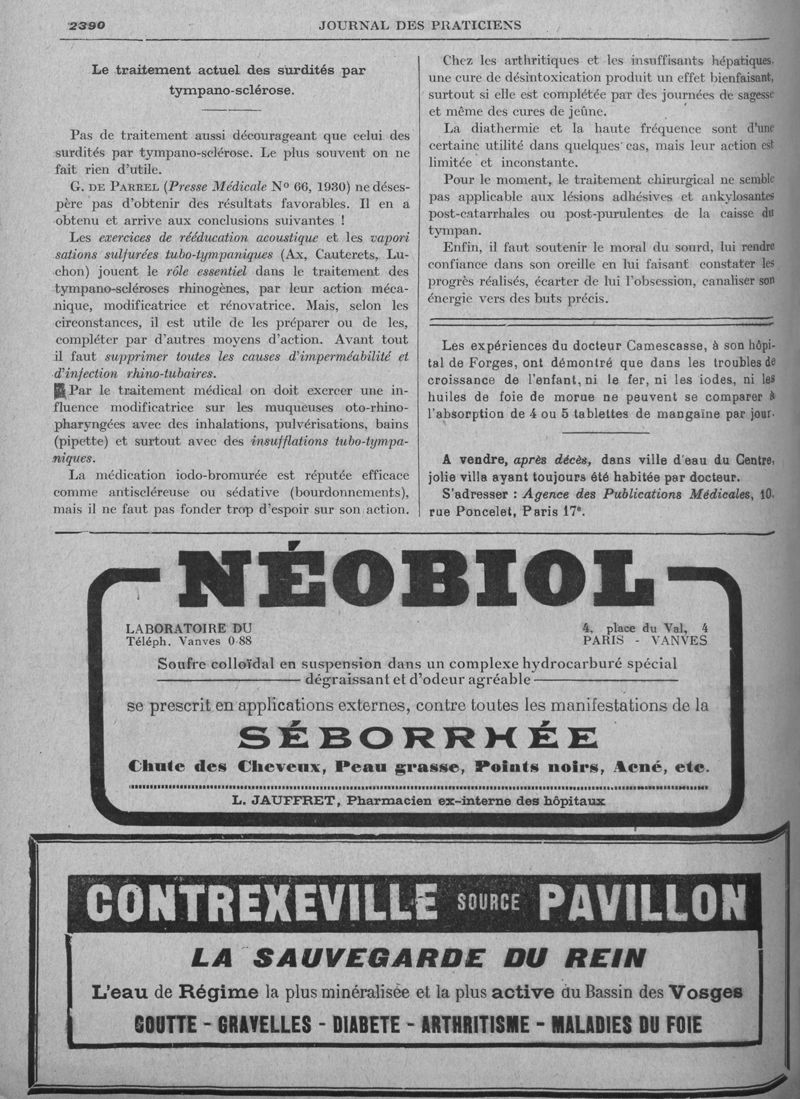 2390
JOURNAL DES PRATICIENS
Le traitement actuel des surdités par
tympano-sclérose.
Pas de traitement aussi décourageant que celui des
surdités par tympano-sclérose. Le plus souvent on ne
fait rien d'utile.
G. DE PARREL (Presse Médicale N° 66, 1930) ne déses-
père pas d'obtenir des résultats favorables. Il en a
obtenu et arrive aux conclusions suivantes !
Les exercices de rééducation acoustique et les vapori
sations sulfurées tubo-tympaniques (Ax, Cauterets, Lu-
chon) jouent le rôle essentiel dans le traitement des
tympano-scléroses rhinogènes, par leur action méca-
nique, modificatrice et rénovatrice. Mais, selon les
circonstances, il est utile de les préparer ou de les,
compléter par d'autres moyens d'action. Avant tout
il faut supprimer toutes les causes d'imperméabilité et
d'infection rhino-tubaires.
Par le traitement médical on doit exercer une in-
fluence modificatrice sur les muqueuses oto-rhino-
pharyngées avec des inhalations, pulvérisations, bains
(pipette) et surtout avec des insufflations tubo-tympa-
niques.
La médication iodo-bromurée est réputée efficace
comme antiscléreuse ou sédative (bourdonnements),
mais il ne faut pas fonder trop d'espoir sur son action.
Chez les arthritiques et les insuffisants hépatiques,
une cure de désintoxication produit un effet bienfaisant,
surtout si elle est complétée par des journées de sagesse
et même des cures de jeûne.
La diathermie et la haute fréquence sont d'une
certaine utilité dans quelques cas, mais leur action est
limitée et inconstante.
Pour le moment, le traitement chirurgical ne semble
pas applicable aux lésions adhésives et ankylosantes
post-catarrhales ou post-purulentes de la caisse du
tympan.
Enfin, il faut soutenir le moral du sourd, lui rendre
confiance dans son oreille en lui faisant constater les
progrès réalisés, écarter de lui l'obsession, canaliser son
énergie vers des buts précis.
Les expériences du docteur Camescasse, à son hôpi-
tal de Forges, ont démontré que dans les troubles de
croissance de l'enfant, ni le fer, ni les iodes, ni les
huiles de foie de morue ne peuvent se comparer à
l'absorption de 4 ou 5 tablettes de mangaïne par jour.
A vendre, après décès, dans ville d'eau du Centre,
jolie villa ayant toujours été habitée par docteur.
S'adresser : Agence des Publications Médicales, 10,
rue Poncelet, Paris 17e.
NÉOBIOL
LABORATOIRE DU
Téléph. Vanves 0-88
4, place du Val, 4
PARIS - VANVES
Soufre colloïdal en suspension dans un complexe hydrocarburé spécial
dégraissant et d'odeur agréable
se prescrit en applications externes, contre toutes les manifestations de la
SÉBORRHÉE
Chute des Cheveux, Peau grasse, Points noirs, Acné, etc.
L. JAUFFRET, Pharmacien ex-interne des hôpitaux
CONTREXEVILLE SOURCE PAVILLON
LA SAUVEGARDE DU REIN
L'eau de Régime la plus minéralisée et la plus active du Bassin des Vosges
GOUTTE - GRAVELLES - DIABETE - ARTHRITISME - MALADIES DU FOIE